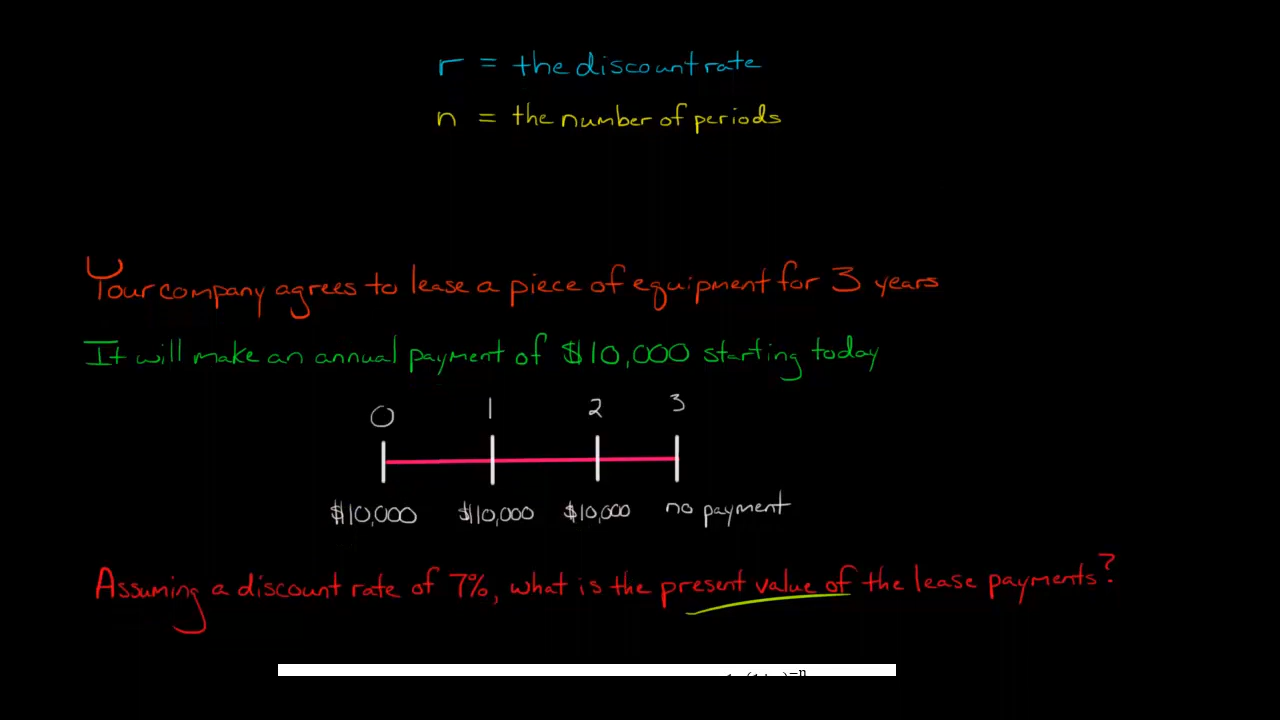 r = the discount rate
n = the number of periods
Your company agrees to lease a piece of equipment for 3 years
It will make an annual payment of $10,000 starting today
0 1 2 3
$10,000 $10,000 $10,000 no payment
Assuming a discount rate of 7%, what is the present value of the lease payments?